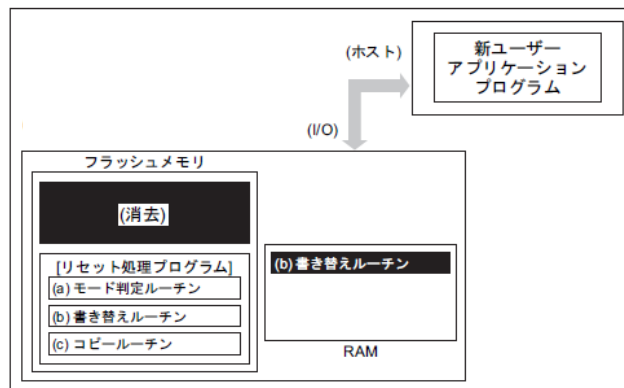 (ホスト)
新ユーザー
アプリケーション
プログラム
(I/O)
フラッシュメモリ
(消去)
[リセット処理プログラム]
(a) モード判定ルーチン
(b) 書き替えルーチン
(c) コピールーチン
(b) 書き替えルーチン
RAM